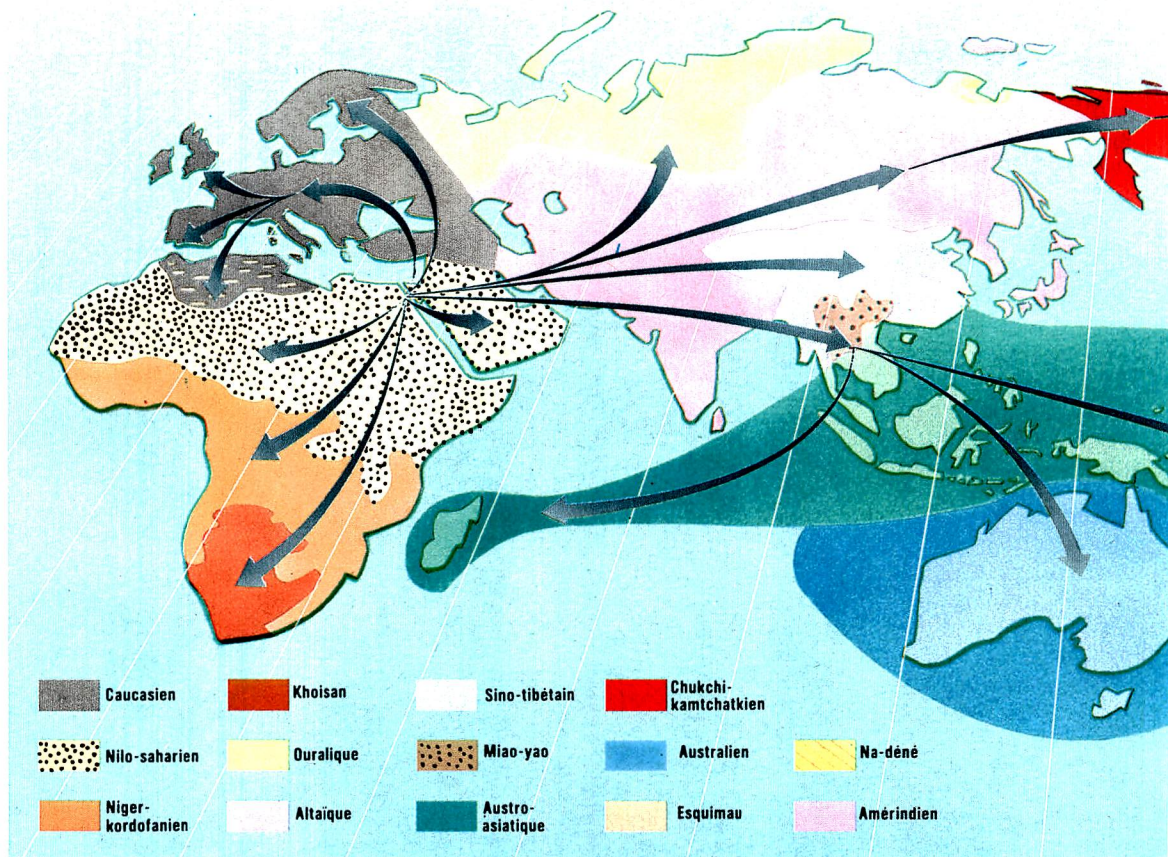 Caucasien
Khoisan
Sino-tibétain
Chukchi-
kamtchatkien
Nilo-saharien
Ouralique
Miao-yao
Australien
Na-déné
Niger-
kordofanien
Altaïque
Austro-
asiatique
Esquimau
Amérindien